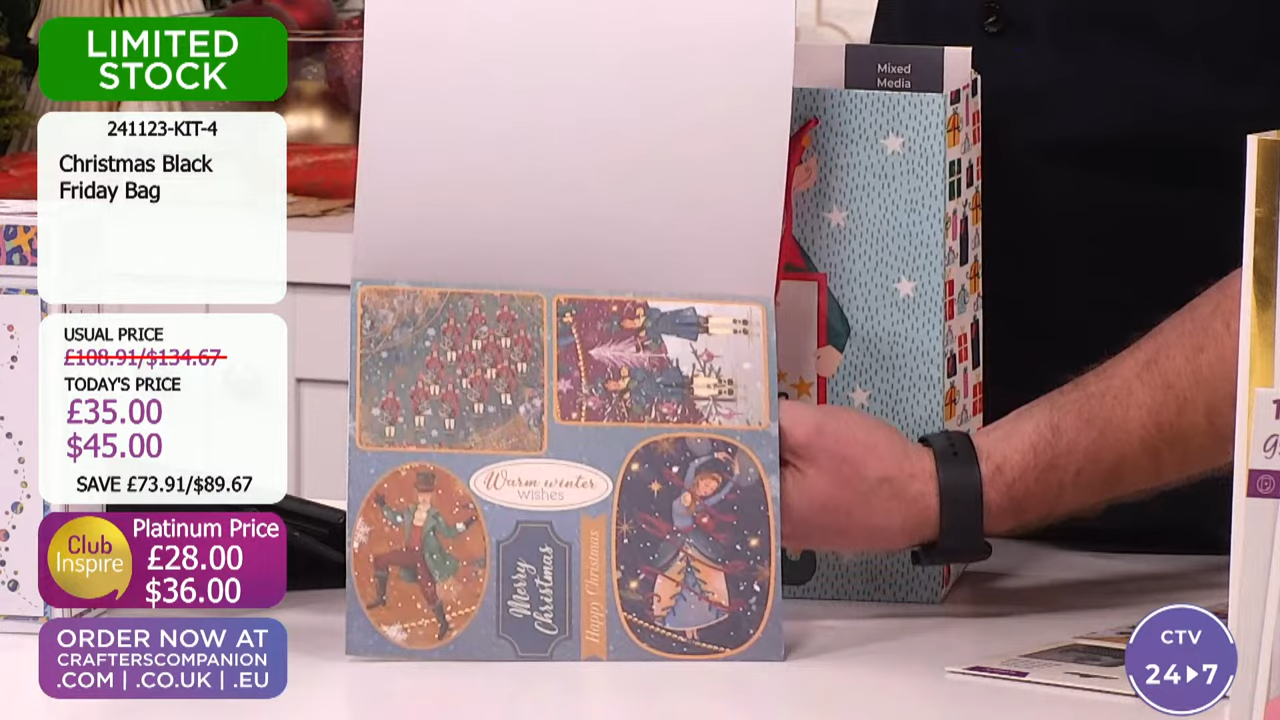 LIMITED
STOCK
241123-KIT-4
Christmas Black
Friday Bag
USUAL PRICE
£108.91/$134.67
TODAY'S PRICE
£35.00
$45.00
SAVE £73.91/$89.67
Club
Inspire
Platinum Price
£28.00
$36.00
ORDER NOW AT
CRAFTERSCOMPANION
.COM | .CO.UK | .EU
Mixed
Media
Warm winter
wishes
Merry
Christmas
Happy Christmas
CTV
24▶7